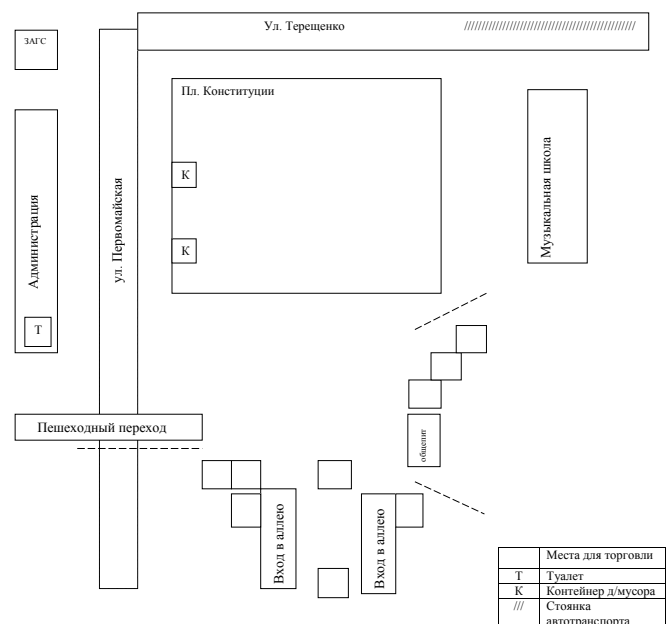 Ул. Терещенко
//////////////////////////////////////////////////
ЗАГС
Пл. Конституции
К
К
Музыкальная школа
ул. Первомайская
Администрация
Т
Пешеходный переход
общепит
Вход в аллею
Вход в аллею
Места для торговли
Т Туалет
К Контейнер д/мусора
/// Стоянка
автотранспорта